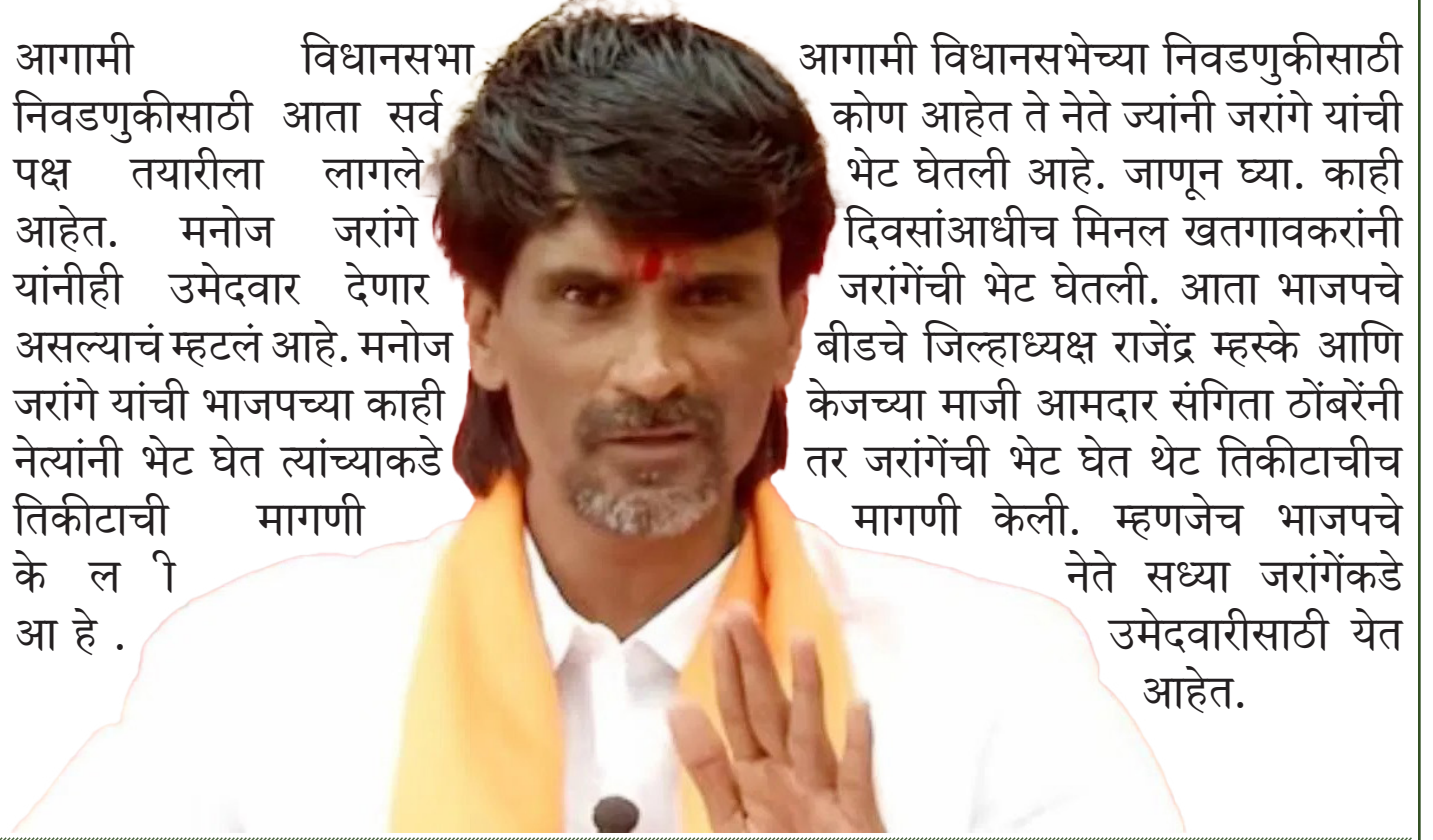 आगामी विधानसभा
निवडणुकीसाठी आता सर्व
पक्ष तयारीला लागले
आहेत. मनोज जरांगे
यांनीही उमेदवार देणार
असल्याचं म्हटलं आहे. मनोज
जरांगे यांची भाजपच्या काही
नेत्यांनी भेट घेत त्यांच्याकडे
तिकीटाची मागणी
केली
आहे.
आगामी विधानसभेच्या निवडणुकीसाठी
कोण आहेत ते नेते ज्यांनी जरांगे यांची
भेट घेतली आहे. जाणून घ्या. काही
दिवसांआधीच मिनल खतगावकरांनी
जरांगेंची भेट घेतली. आता भाजपचे
बीडचे जिल्हाध्यक्ष राजेंद्र म्हस्के आणि
केजच्या माजी आमदार संगिता ठोंबरेंनी
तर जरांगेंची भेट घेत थेट तिकीटाचीच
मागणी केली. म्हणजेच भाजपचे
नेते सध्या जरांगेंकडे
उमेदवारीसाठी येत
आहेत.